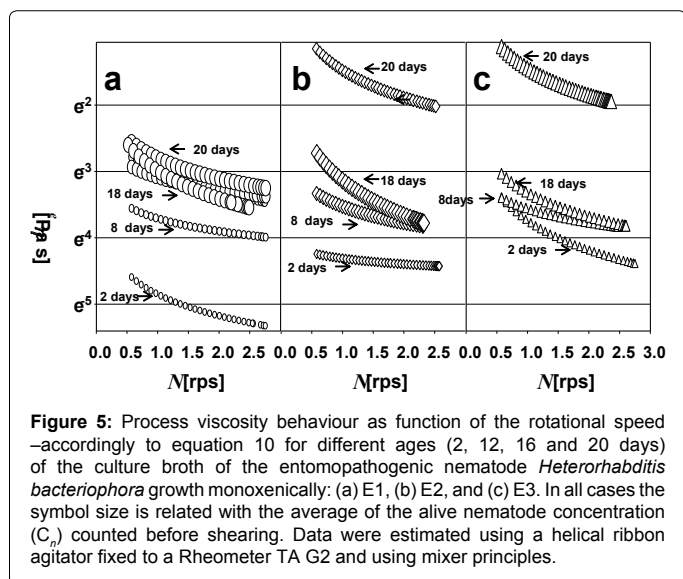 a
b
c
20 days
20 days
20 days
e-2
e-3
e-4
e-5
18 days
18 days
18 days
8 days
8 days
8days
2 days
2 days
2 days
0.0 0.5 1.0 1.5 2.0 2.5 0.0 0.5 1.0 1.5 2.0 2.5 0.0 0.5 1.0 1.5 2.0 2.5 3.0
N[rps] N[rps] N[rps]
Figure 5: Process viscosity behaviour as function of the rotational speed
–accordingly to equation 10 for different ages (2, 12, 16 and 20 days)
of the culture broth of the entomopathogenic nematode Heterorhabditis
bacteriophora growth monoxenically: (a) E1, (b) E2, and (c) E3. In all cases the
symbol size is related with the average of the alive nematode concentration
(Cn) counted before shearing. Data were estimated using a helical ribbon
agitator fixed to a Rheometer TA G2 and using mixer principles.